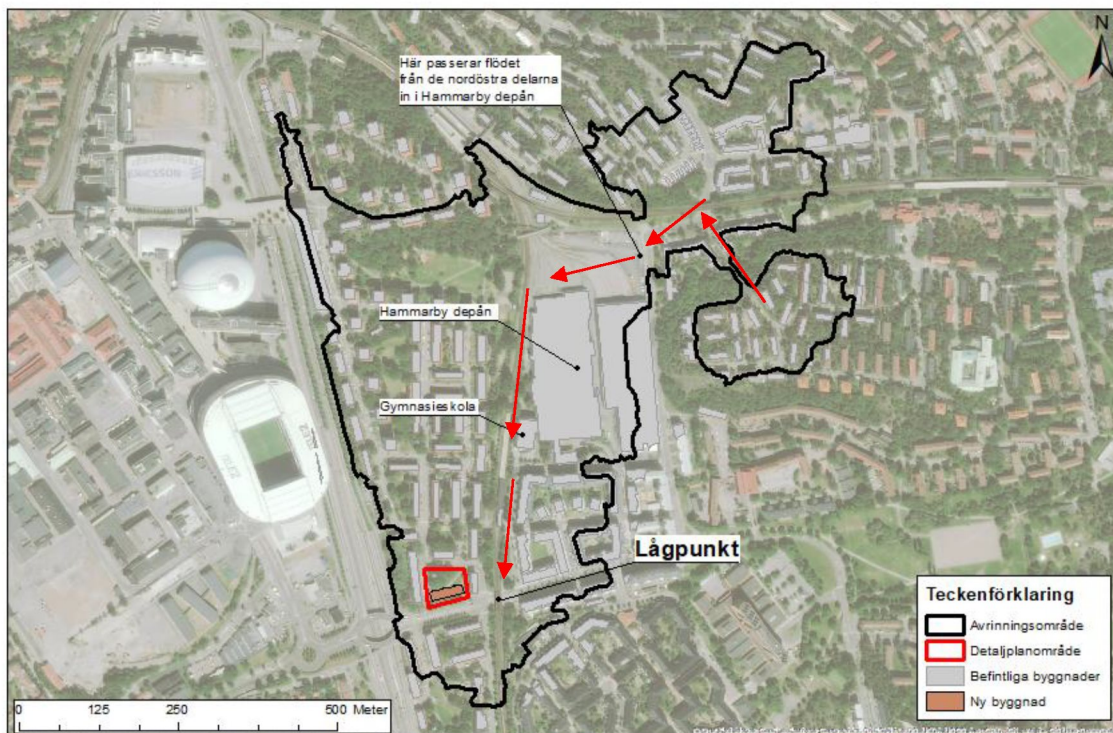 Här passerar flödet
från de nordöstra delarna
in i Hammarby depån
N
Hammarby depån
Gymnasieskola
Lågpunkt
Teckenförklaring
Avrinningsområde
Detaljplanområde
Befintliga byggnader
Ny byggnad
0 125 250 500 Meter